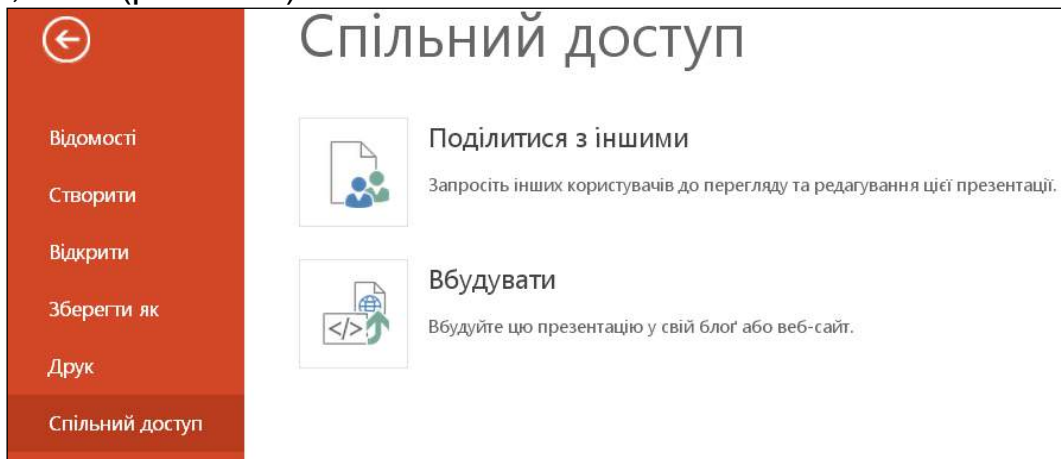 Спільний доступ
Відомості
Створити
Відкрити
Зберегти як
Друк
Спільний доступ
Поділитися з іншими
Запросіть інших користувачів до перегляду та редагування цієї презентації.
Вбудувати
</>
Вбудуйте цю презентацію у свій блоґ або веб-сайт.